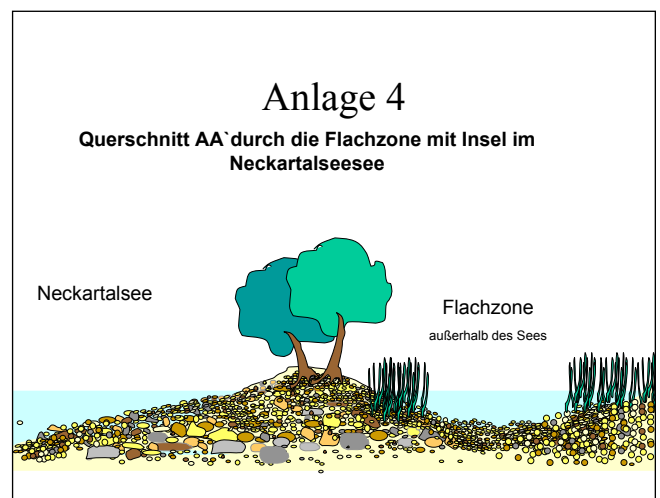 Anlage 4
Querschnitt AA`durch die Flachzone mit Insel im
Neckartalseesee
Neckartalsee
Flachzone
außerhalb des Sees